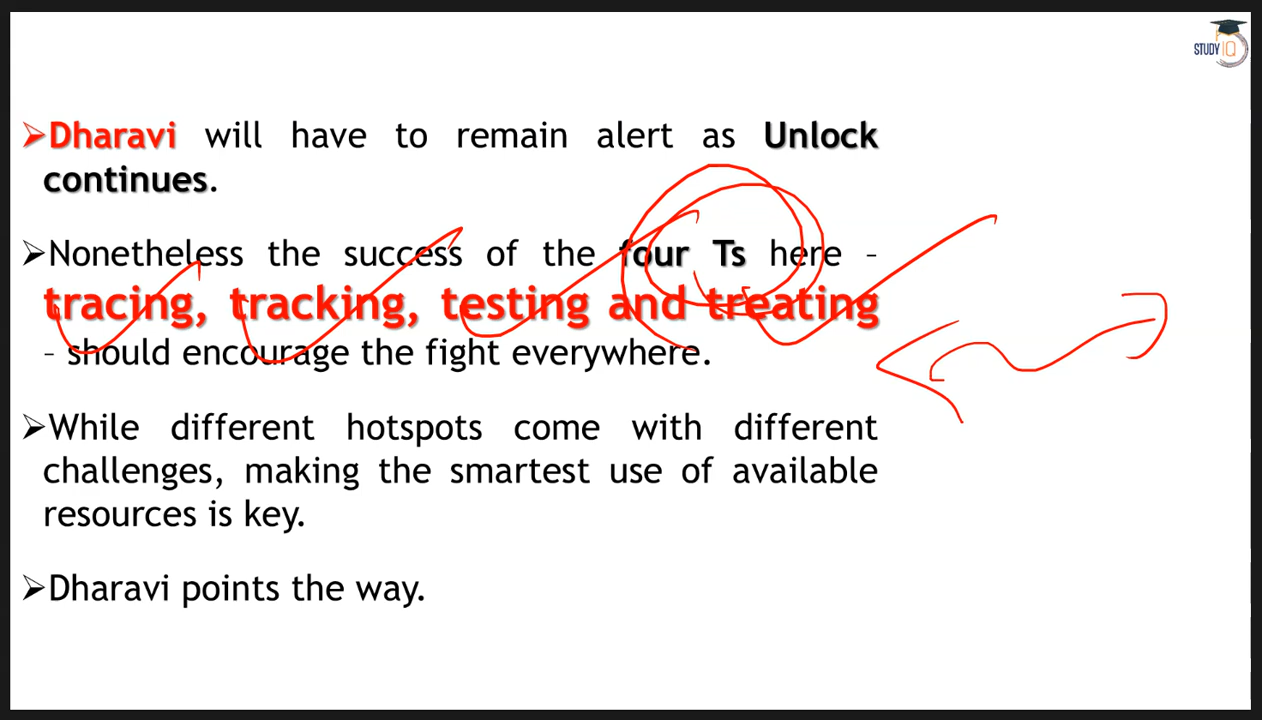 STUDY IQ
➢Dharavi will have to remain alert as Unlock
continues.
➢Nonetheless the success of the four Ts here –
tracing, tracking, testing and treating
– should encourage the fight everywhere.
➢While different hotspots come with different
challenges, making the smartest use of available
resources is key.
➢Dharavi points the way.